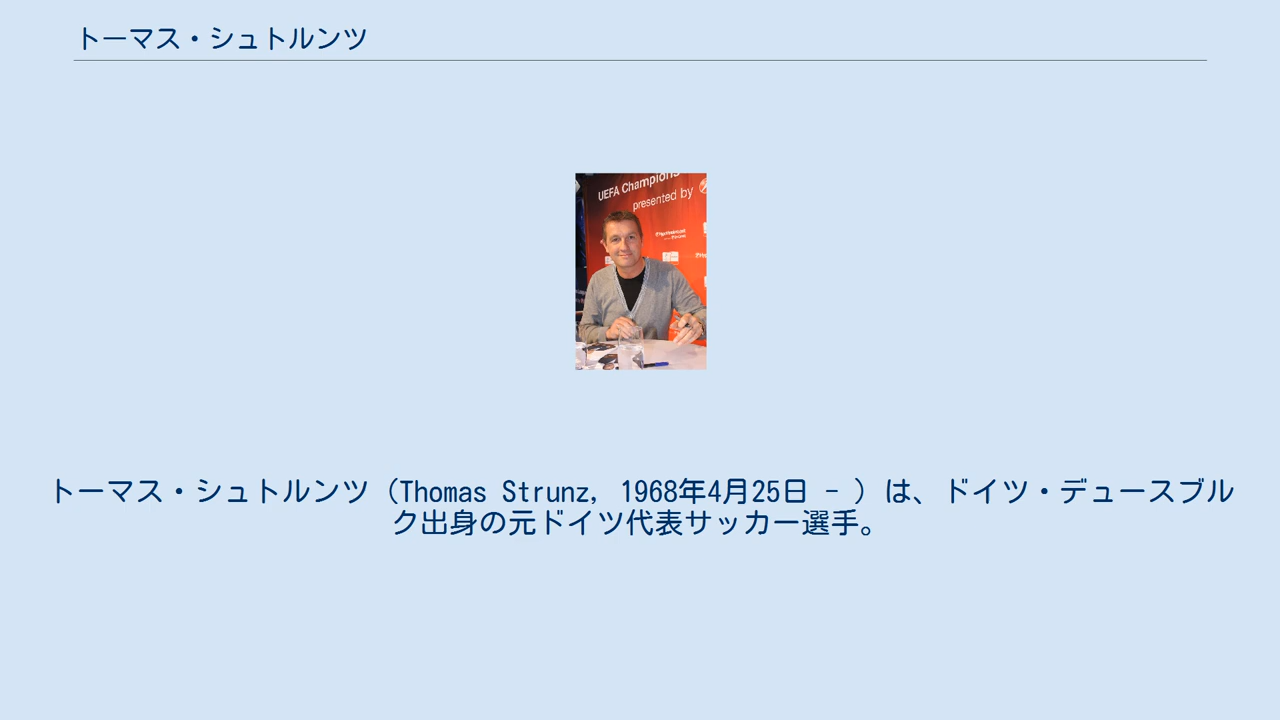 トーマス・シュトルンツ
UEFA Champions
presented by
トーマス・シュトルンツ（Thomas Strunz, 1968年4月25日 - ）は、ドイツ・デュースブル
ク出身の元ドイツ代表サッカー選手。